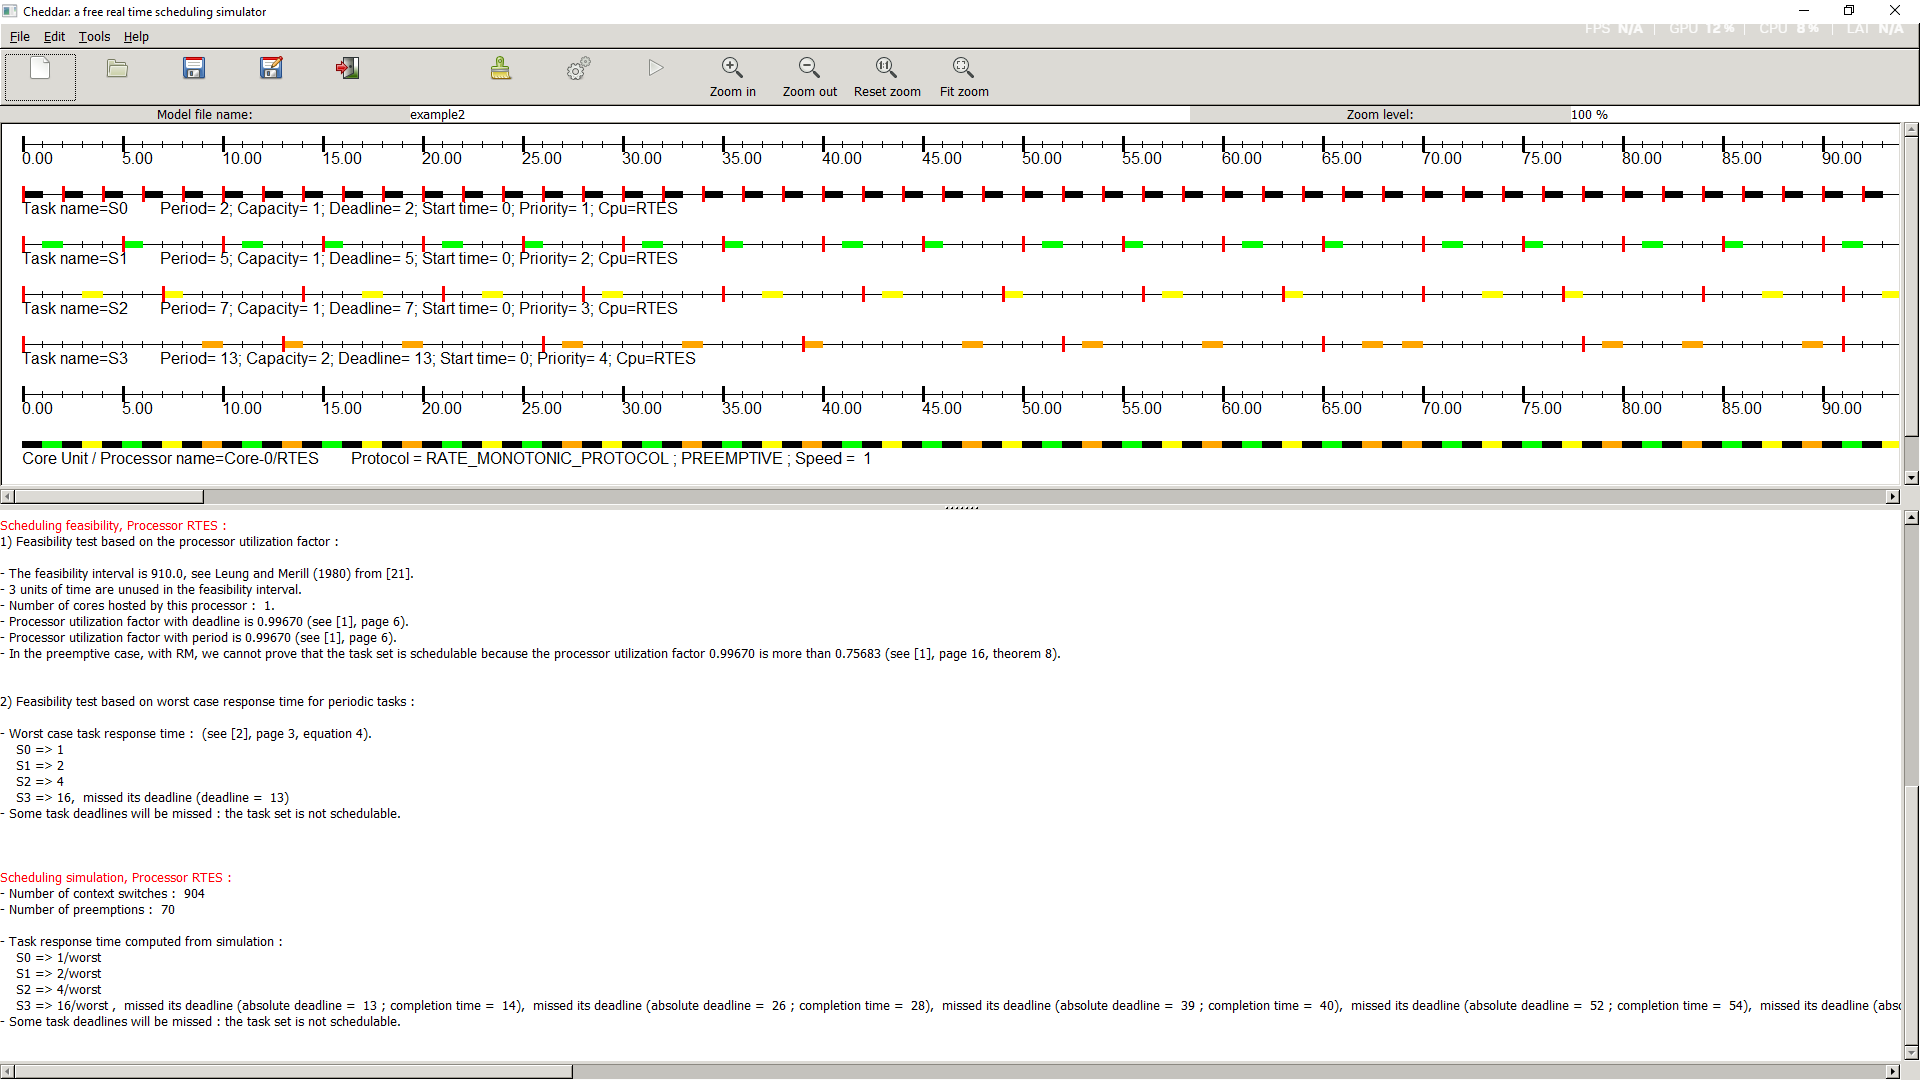 Cheddar: a free real time scheduling simulator
File Edit Tools Help
FPS N/A | GPU 12 % | CPU 8 % | LAT N/A
Zoom in Zoom out Reset zoom Fit zoom
Model file name: example2 Zoom level: 100 %
0.00 5.00 10.00 15.00 20.00 25.00 30.00 35.00 40.00 45.00 50.00 55.00 60.00 65.00 70.00 75.00 80.00 85.00 90.00
Task name=S0 Period= 2; Capacity= 1; Deadline= 2; Start time= 0; Priority= 1; Cpu=RTES
Task name=S1 Period= 5; Capacity= 1; Deadline= 5; Start time= 0; Priority= 2; Cpu=RTES
Task name=S2 Period= 7; Capacity= 1; Deadline= 7; Start time= 0; Priority= 3; Cpu=RTES
Task name=S3 Period= 13; Capacity= 2; Deadline= 13; Start time= 0; Priority= 4; Cpu=RTES
0.00 5.00 10.00 15.00 20.00 25.00 30.00 35.00 40.00 45.00 50.00 55.00 60.00 65.00 70.00 75.00 80.00 85.00 90.00
Core Unit / Processor name=Core-0/RTES Protocol = RATE_MONOTONIC_PROTOCOL ; PREEMPTIVE ; Speed = 1
Scheduling feasibility, Processor RTES :
1) Feasibility test based on the processor utilization factor :
- The feasibility interval is 910.0, see Leung and Merill (1980) from [21].
- 3 units of time are unused in the feasibility interval.
- Number of cores hosted by this processor : 1.
- Processor utilization factor with deadline is 0.99670 (see [1], page 6).
- Processor utilization factor with period is 0.99670 (see [1], page 6).
- In the preemptive case, with RM, we cannot prove that the task set is schedulable because the processor utilization factor 0.99670 is more than 0.75683 (see [1], page 16, theorem 8).
2) Feasibility test based on worst case response time for periodic tasks :
- Worst case task response time : (see [2], page 3, equation 4).
S0 => 1
S1 => 2
S2 => 4
S3 => 16, missed its deadline (deadline = 13)
- Some task deadlines will be missed : the task set is not schedulable.
Scheduling simulation, Processor RTES :
- Number of context switches : 904
- Number of preemptions : 70
- Task response time computed from simulation :
S0 => 1/worst
S1 => 2/worst
S2 => 4/worst
S3 => 16/worst , missed its deadline (absolute deadline = 13 ; completion time = 14), missed its deadline (absolute deadline = 26 ; completion time = 28), missed its deadline (absolute deadline = 39 ; completion time = 40), missed its deadline (absolute deadline = 52 ; completion time = 54), missed its deadline (abs
- Some task deadlines will be missed : the task set is not schedulable.